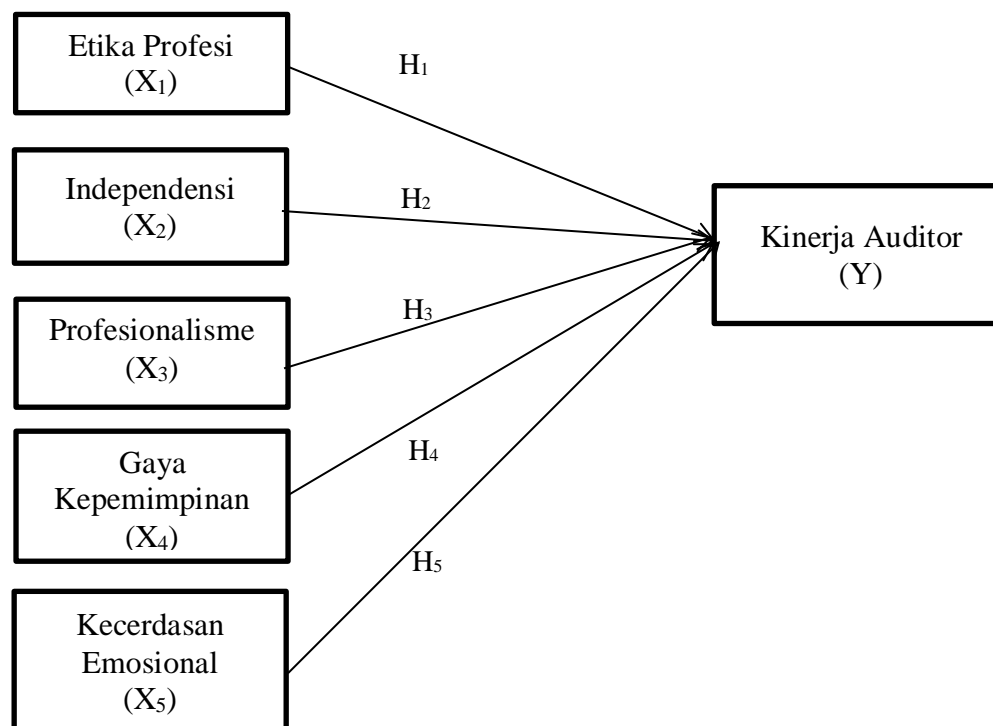 Etika Profesi
(X₁)
H₁
Independensi
(X₂)
H₂
Kinerja Auditor
(Y)
Profesionalisme
(X₃)
H₃
Gaya
Kepemimpinan
(X₄)
H₄
Kecerdasan
Emosional
(X₅)
H₅